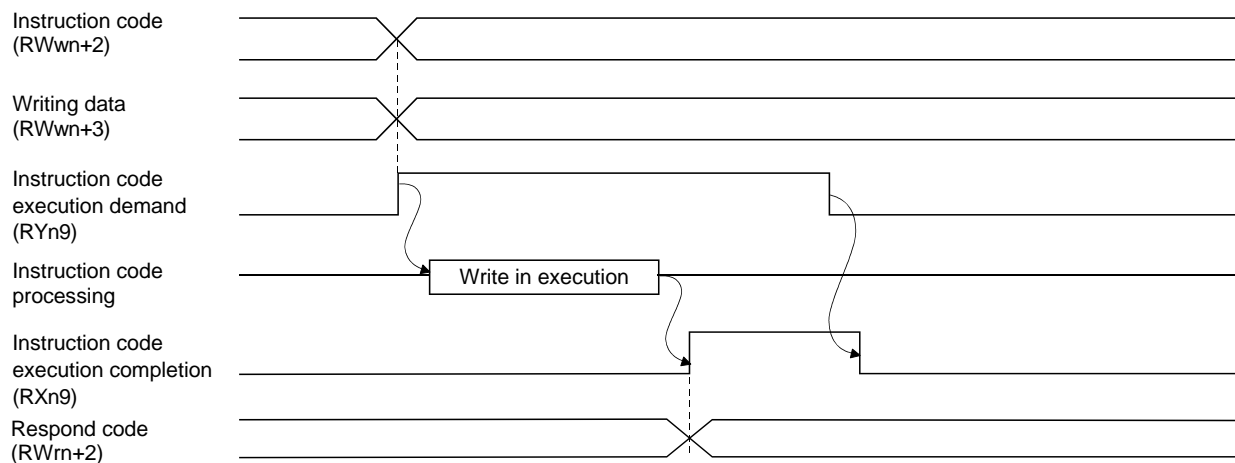 Instruction code
(RWwn+2)
Writing data
(RWwn+3)
Instruction code
execution demand
(RYn9)
Instruction code
processing
Write in execution
Instruction code
execution completion
(RXn9)
Respond code
(RWrn+2)